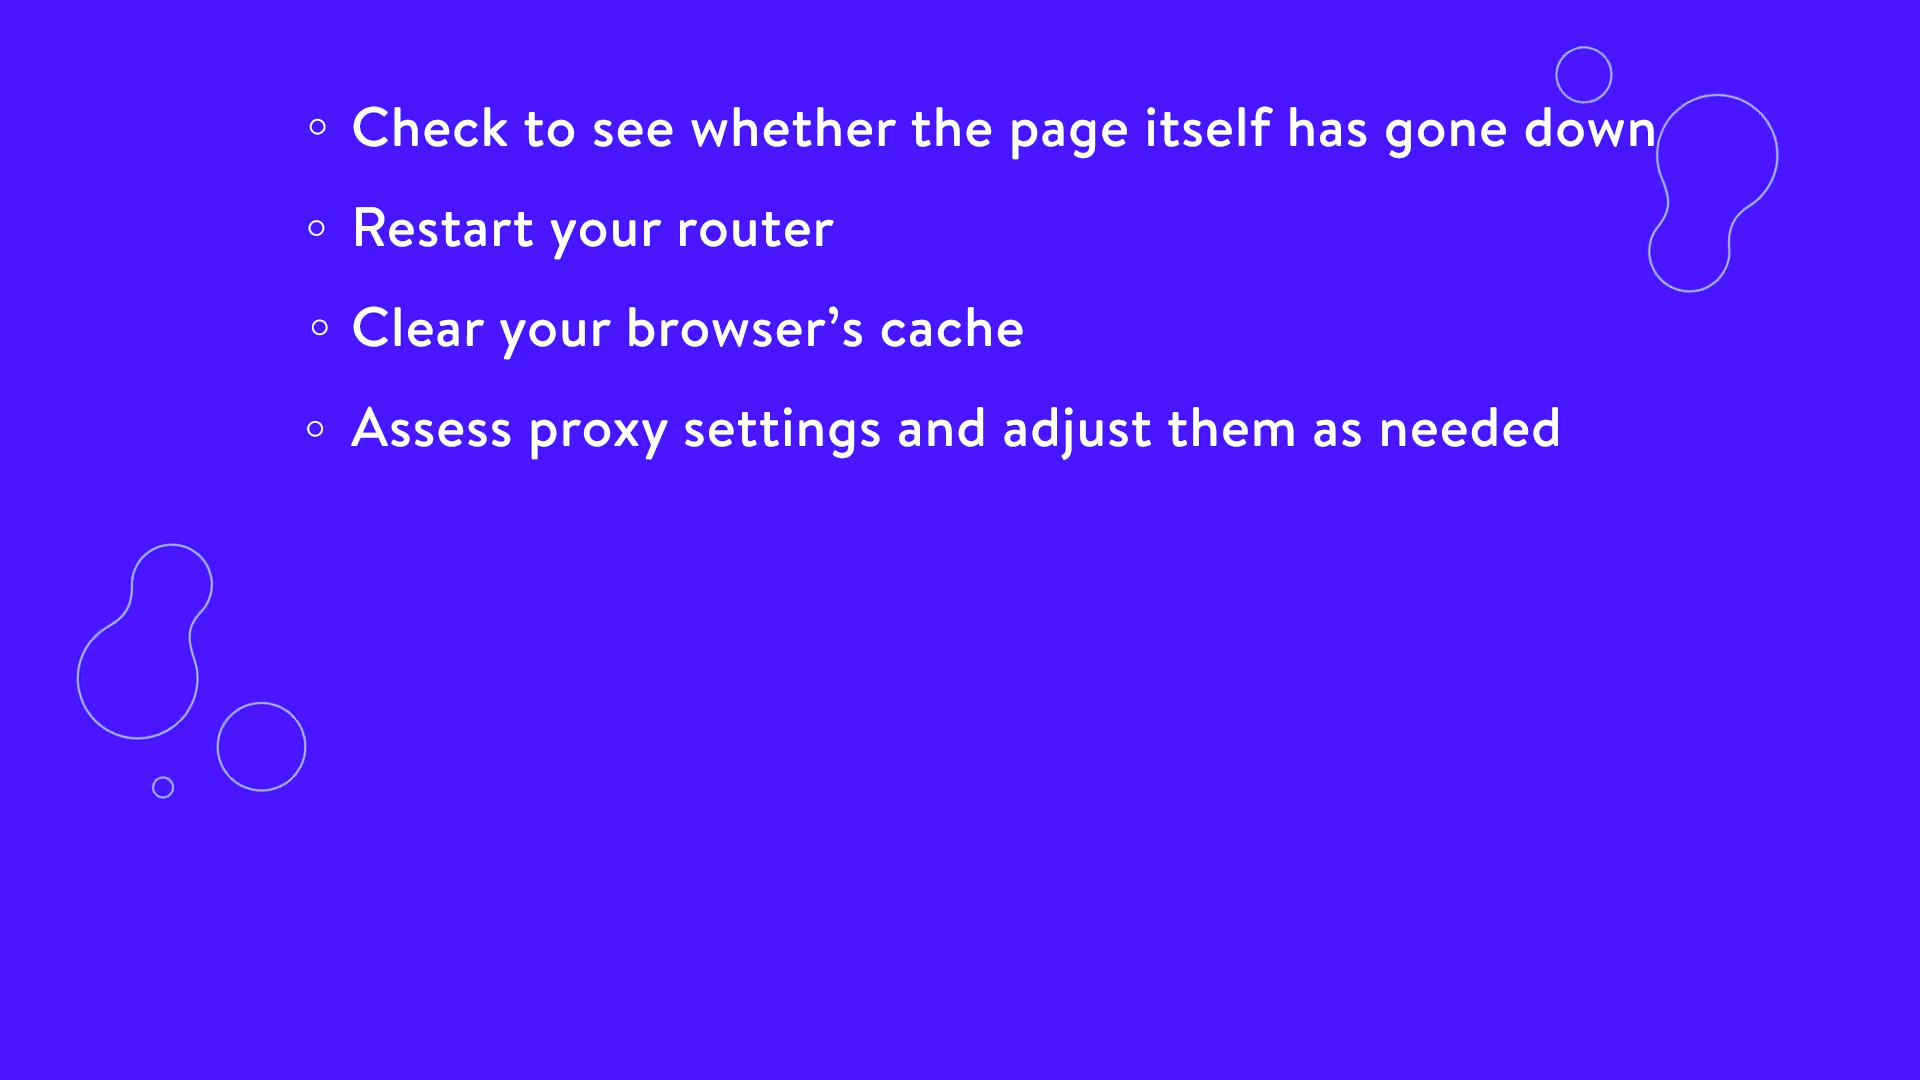 Check to see whether the page itself has gone down
Restart your router
Clear your browser’s cache
Assess proxy settings and adjust them as needed